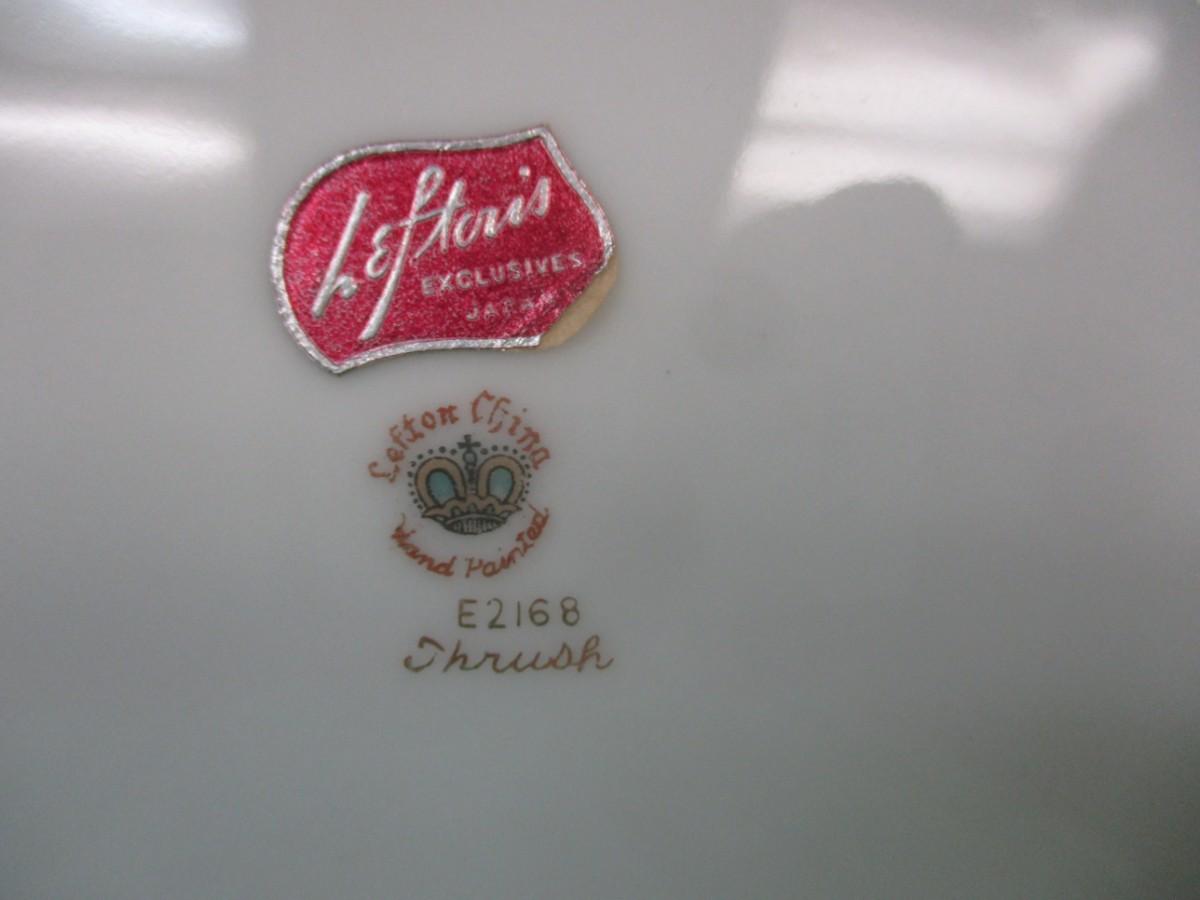 Lefton's
EXCLUSIVES
JAPAN
Lefton China
Hand Painted
E2168
Thrush